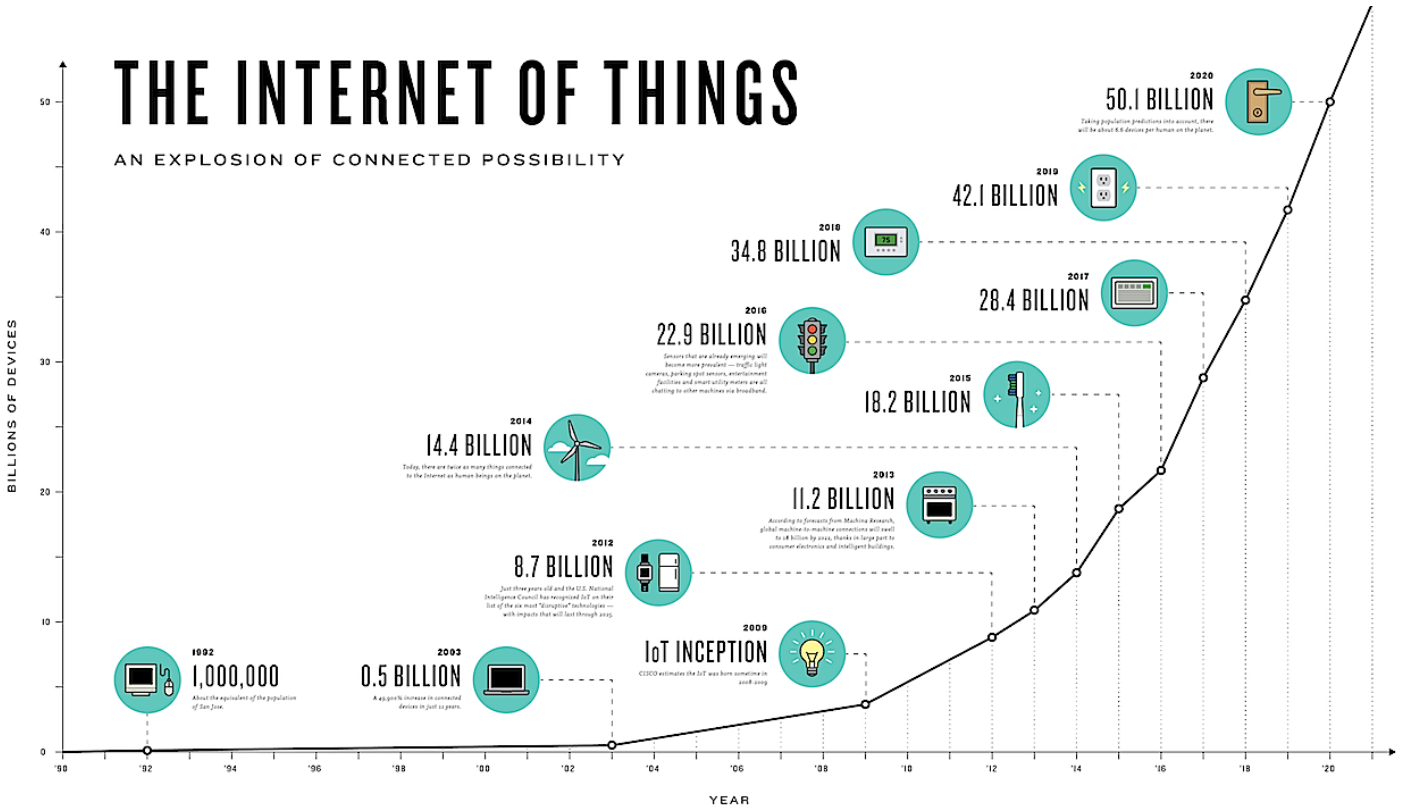 THE INTERNET OF THINGS
AN EXPLOSION OF CONNECTED POSSIBILITY
BILLIONS OF DEVICES
50
40
30
20
10
0
1992
1,000,000
About the equivalent of the population
of San Jose.
2003
0.5 BILLION
A 49,900% increase in connected
devices in just 11 years.
2009
IoT INCEPTION
CISCO estimates the IoT was born sometime in
2008-2009
2012
8.7 BILLION
Just three years old and the U.S. National
Intelligence Council has recognized IoT on their
list of the six most "disruptive" technologies —
with impacts that will last through 2025.
2013
11.2 BILLION
According to forecasts from Machina Research,
global machine-to-machine connections will swell
to 18 billion by 2022, thanks in large part to
consumer electronics and intelligent buildings.
2014
14.4 BILLION
Today, there are twice as many things connected
to the Internet as human beings on the planet.
2015
18.2 BILLION
2016
22.9 BILLION
Sensors that are already emerging will
become more prevalent — traffic light
cameras, parking spot sensors, entertainment
facilities and smart utility meters are all
chatting to other machines via broadband.
2017
28.4 BILLION
2018
34.8 BILLION
75
2019
42.1 BILLION
2020
50.1 BILLION
Taking population predictions into account, there
will be about 6.6 devices per human on the planet.
'90 '92 '94 '96 '98 '00 '02 '04 '06 '08 '10 '12 '14 '16 '18 '20
YEAR